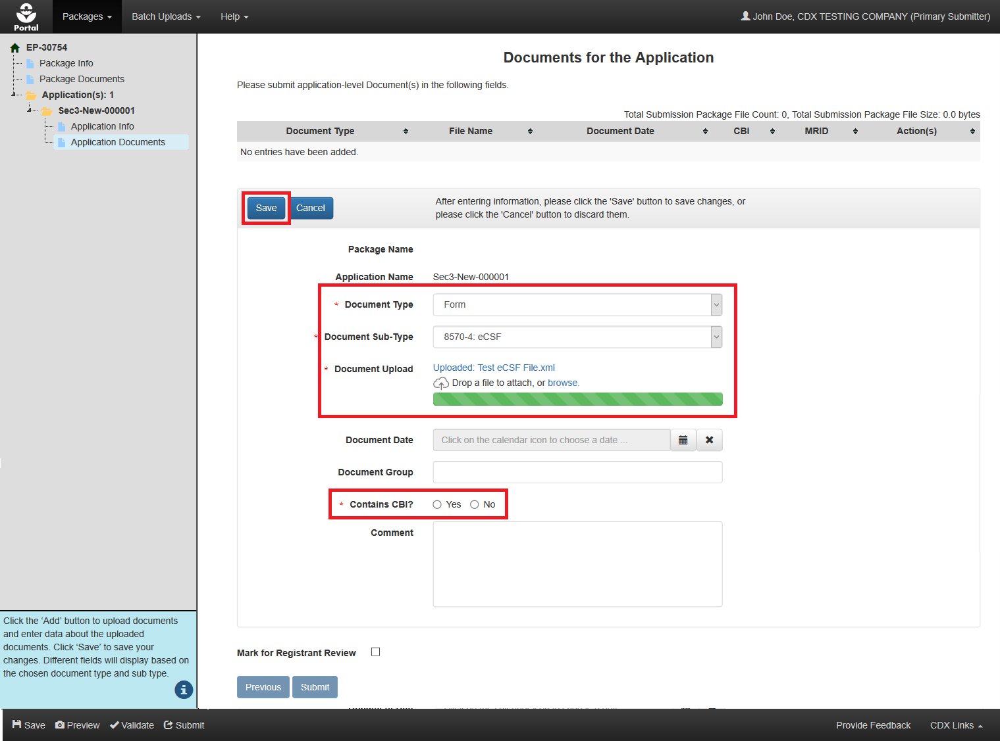 Portal
Packages
Batch Uploads
Help
John Doe, CDX TESTING COMPANY (Primary Submitter)
EP-30754
Package Info
Package Documents
Application(s): 1
Sec3-New-000001
Application Info
Application Documents
Click the ‘Add’ button to upload documents
and enter data about the uploaded
documents. Click ‘Save’ to save your
changes. Different fields will display based on
the chosen document type and sub type.
Documents for the Application
Please submit application-level Document(s) in the following fields.
Total Submission Package File Count: 0, Total Submission Package File Size: 0.0 bytes
Document Type File Name Document Date CBI MRID Action(s)
No entries have been added.
Save Cancel
After entering information, please click the 'Save' button to save changes, or
please click the 'Cancel' button to discard them.
Package Name
Application Name Sec3-New-000001
* Document Type Form
* Document Sub-Type 8570-4: eCSF
* Document Upload Uploaded: Test eCSF File.xml
Drop a file to attach, or browse.
Document Date Click on the calendar icon to choose a date ...
Document Group
* Contains CBI? Yes No
Comment
Mark for Registrant Review
Previous Submit
Save Preview Validate Submit
Provide Feedback CDX Links